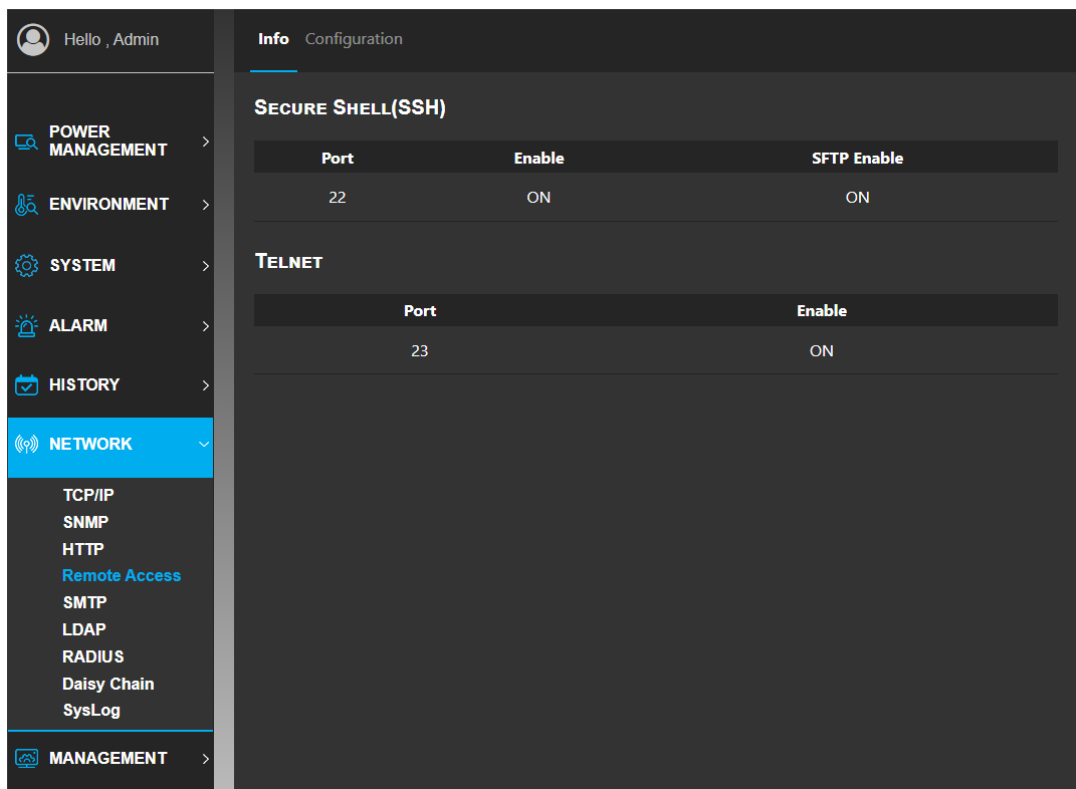 Hello , Admin
POWER
MANAGEMENT
ENVIRONMENT
SYSTEM
ALARM
HISTORY
NETWORK
TCP/IP
SNMP
HTTP
Remote Access
SMTP
LDAP
RADIUS
Daisy Chain
SysLog
MANAGEMENT
Info Configuration
SECURE SHELL(SSH)
Port Enable SFTP Enable
22 ON ON
TELNET
Port Enable
23 ON